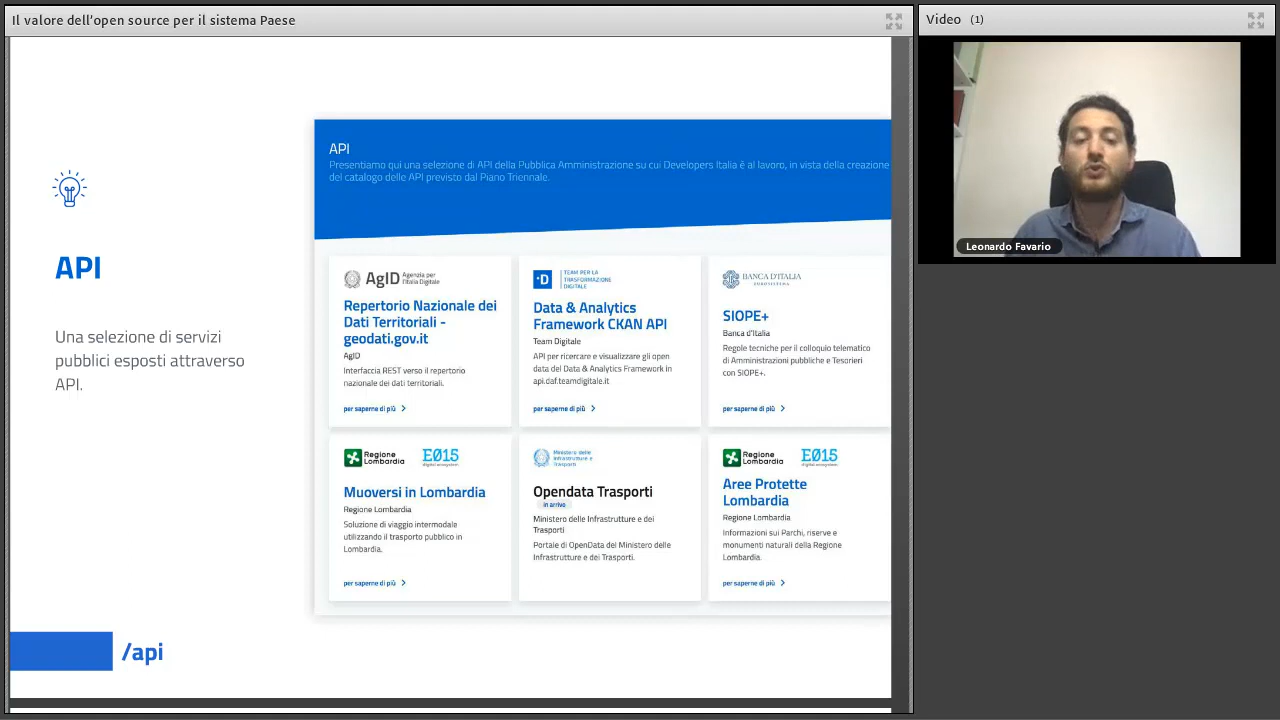 Il valore dell'open source per il sistema Paese
Video (1)
Leonardo Favario
API
Una selezione di servizi
pubblici esposti attraverso
API.
/api
API
Presentiamo qui una selezione di API della Pubblica Amministrazione su cui Developers Italia è al lavoro, in vista della creazione
del catalogo delle API previsto dal Piano Triennale.
AgID Agenzia per
l'Italia Digitale
Repertorio Nazionale dei
Dati Territoriali -
geodati.gov.it
AgID
Interfaccia REST verso il repertorio
nazionale dei dati territoriali.
per saperne di più
TEAM PER LA
TRASFORMAZIONE
DIGITALE
Data & Analytics
Framework CKAN API
Team Digitale
API per ricercare e visualizzare gli open
data del Data & Analytics Framework in
api.daf.teamdigitale.it
per saperne di più
BANCA D'ITALIA
EUROSISTEMA
SIOPE+
Banca d'Italia
Regole tecniche per il colloquio telematico
di Amministrazioni pubbliche e Tesorieri
con SIOPE+.
per saperne di più
Regione
Lombardia
E015
digital ecosystem
Muoversi in Lombardia
Regione Lombardia
Soluzione di viaggio intermodale
utilizzando il trasporto pubblico in
Lombardia.
per saperne di più
Ministero delle
Infrastrutture e
Trasporti
Opendata Trasporti
in arrivo
Ministero delle Infrastrutture e dei
Trasporti
Portale di OpenData del Ministero delle
Infrastrutture e dei Trasporti.
Regione
Lombardia
E015
digital ecosystem
Aree Protette
Lombardia
Regione Lombardia
Informazioni sui Parchi, riserve e
monumenti naturali della Regione
Lombardia.
per saperne di più